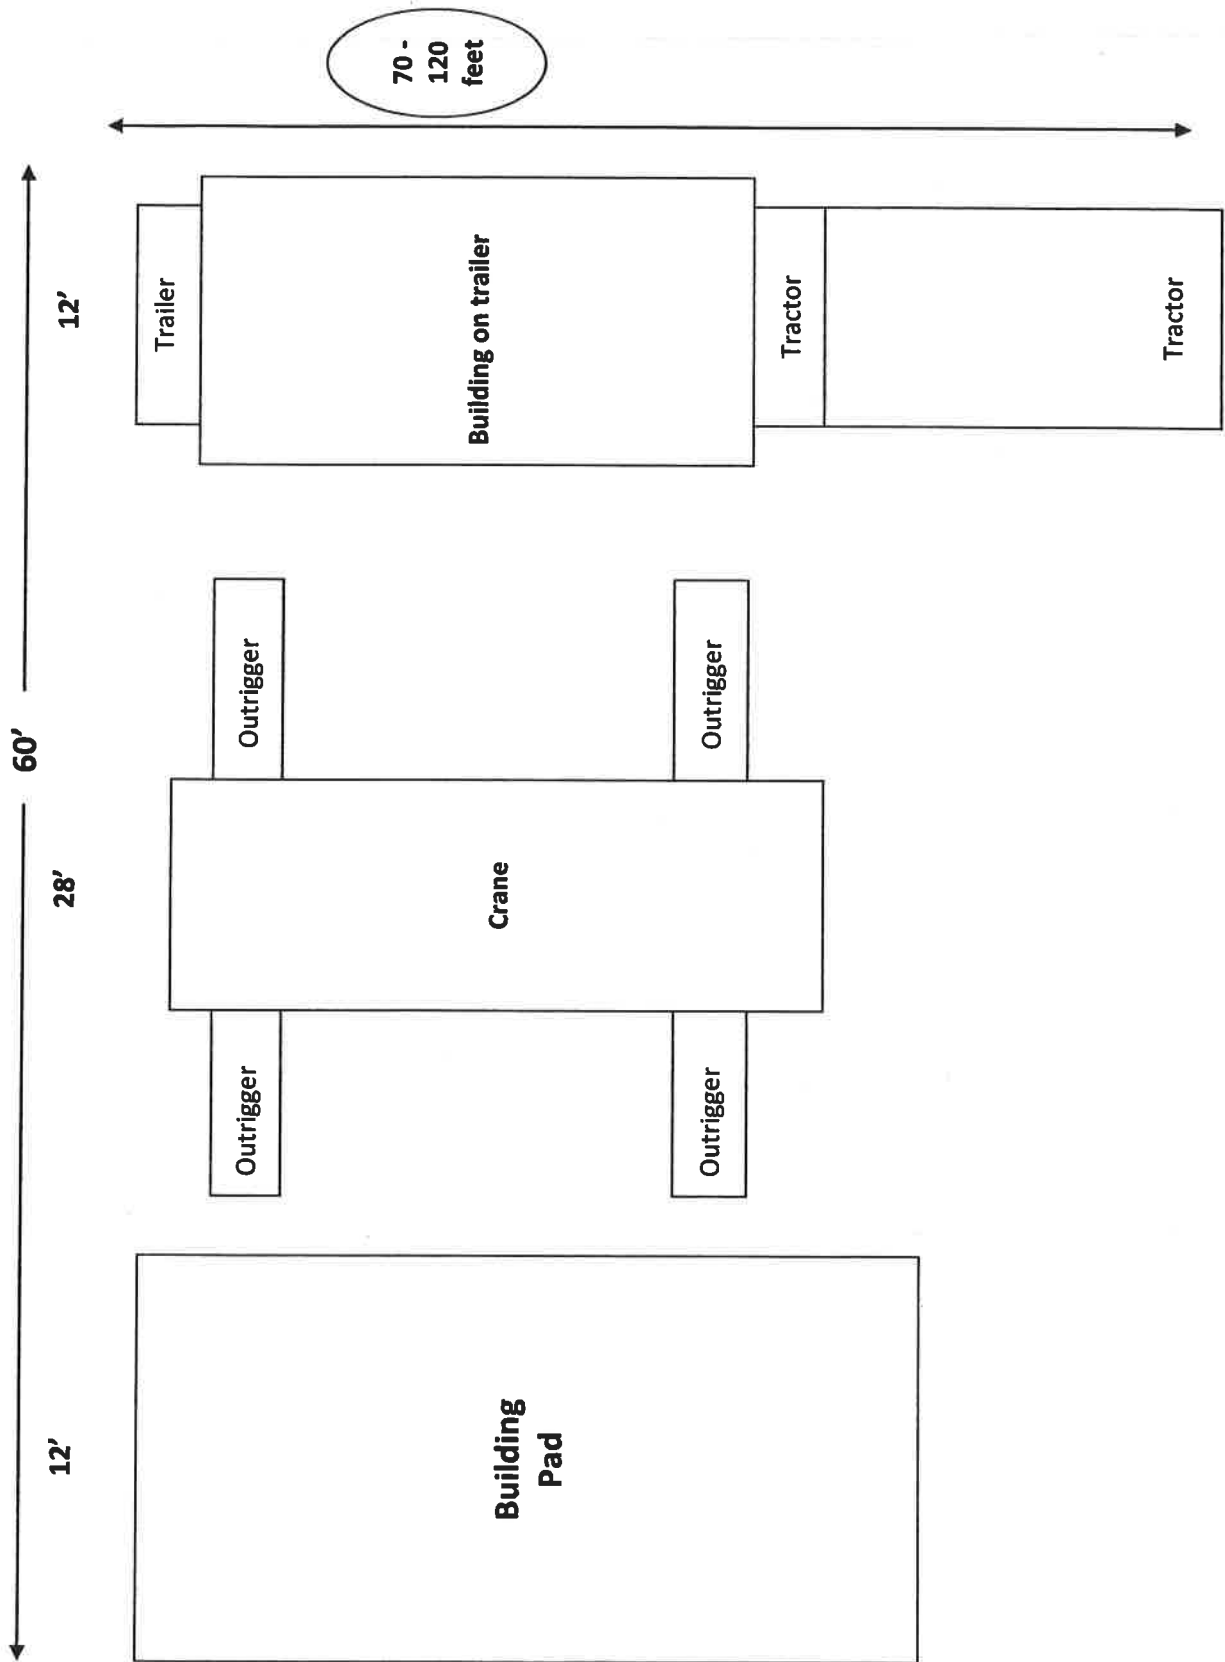 60'
12'
28'
12'
Trailer
Outrigger
Outrigger
70 -
120
feet
Building
Pad
Crane
Building on trailer
Outrigger
Outrigger
Tractor
Tractor